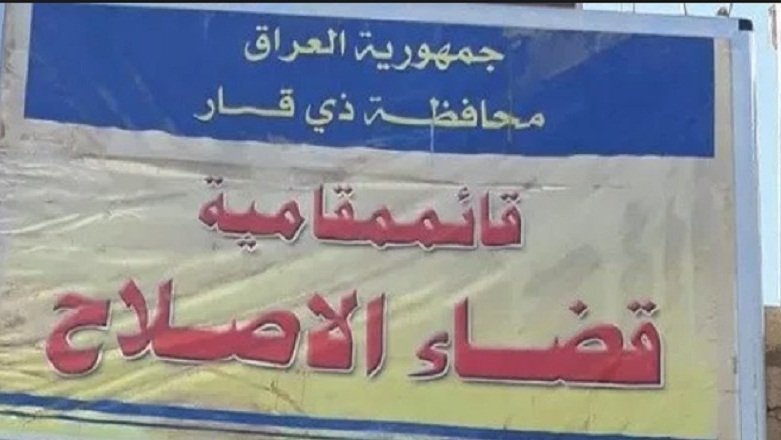 جمهورية العراق
محافظة ذي قار
قائممقامية
قضاء الاصلاح